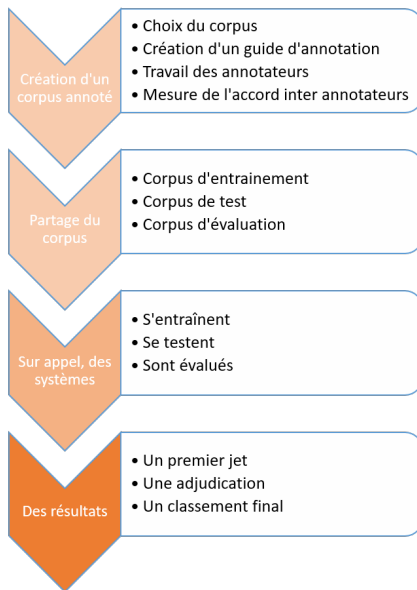 Création d'un
corpus annoté
• Choix du corpus
• Création d'un guide d'annotation
• Travail des annotateurs
• Mesure de l'accord inter annotateurs
Partage du
corpus
• Corpus d'entrainement
• Corpus de test
• Corpus d'évaluation
Sur appel, des
systèmes
• S'entraînent
• Se testent
• Sont évalués
Des résultats
• Un premier jet
• Une adjudication
• Un classement final